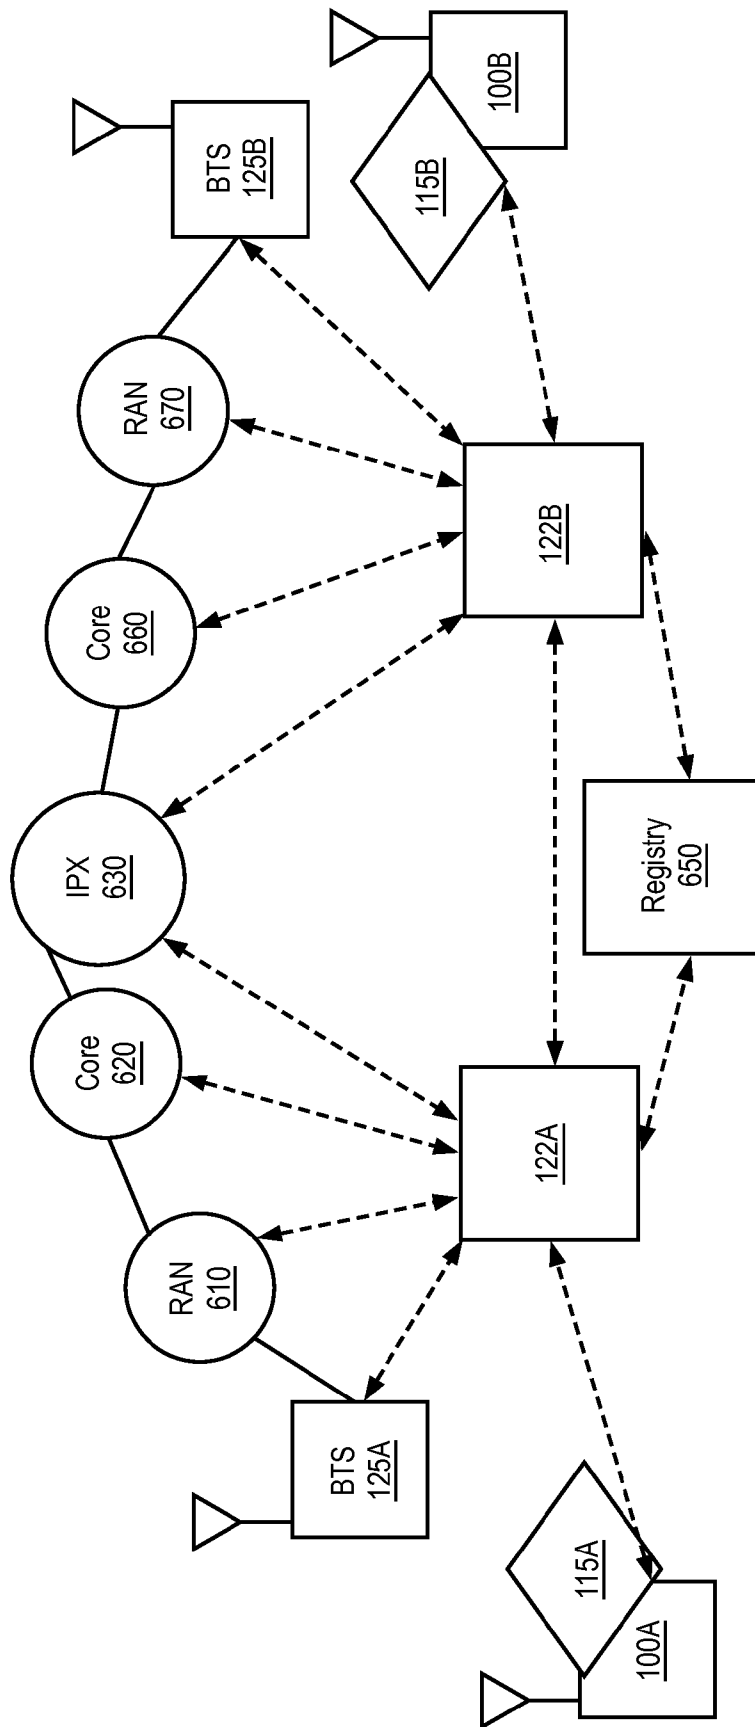 BTS
125A
RAN
610
Core
620
IPX
630
Core
660
RAN
670
BTS
125B
115A
100A
122A
122B
115B
100B
Registry
650